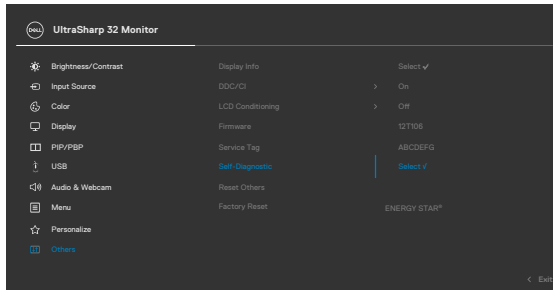 DELL UltraSharp 32 Monitor
Brightness/Contrast Display Info Select ✓
Input Source DDC/CI > On
Color LCD Conditioning > Off
Display Firmware 12T106
PIP/PBP Service Tag ABCDEFG
USB Self-Diagnostic Select √
Audio & Webcam Reset Others
Menu Factory Reset ENERGY STAR®
Personalize
Others
< Exit